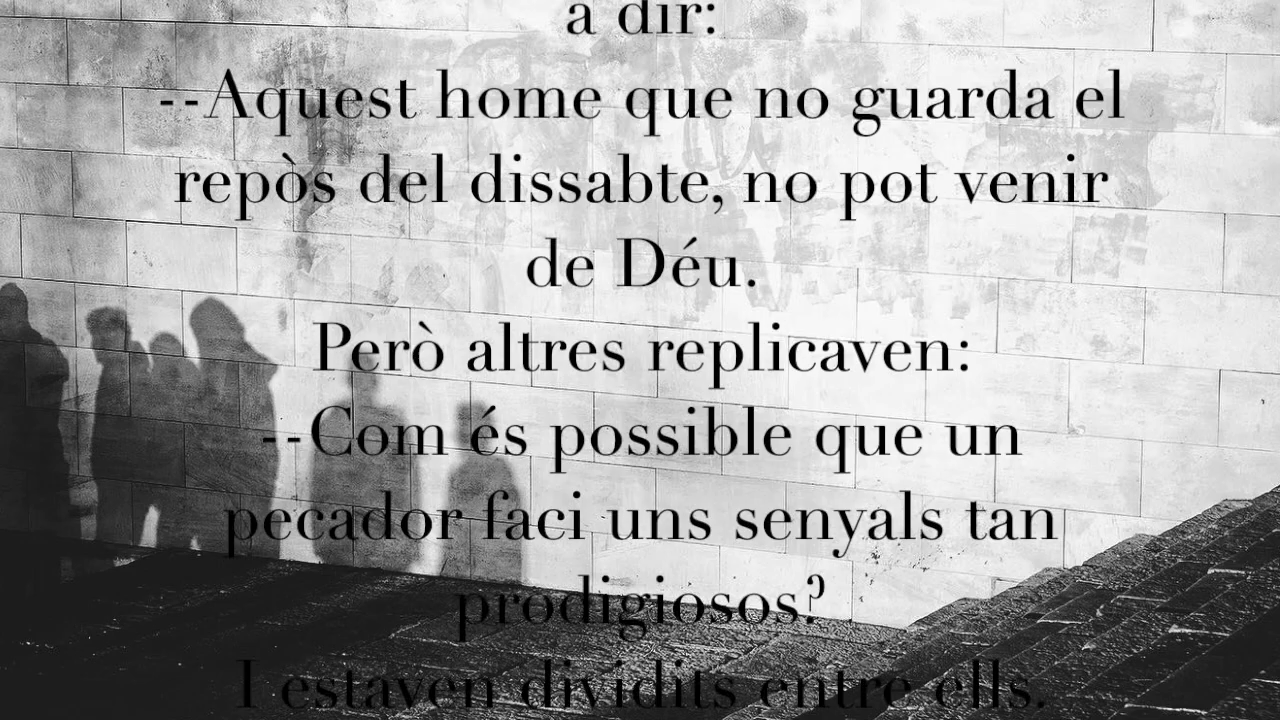 a dir:
--Aquest home que no guarda el
repòs del dissabte, no pot venir
de Déu.
Però altres replicaven:
--Com és possible que un
pecador faci uns senyals tan
prodigiosos?
I estaven dividits entre ells.